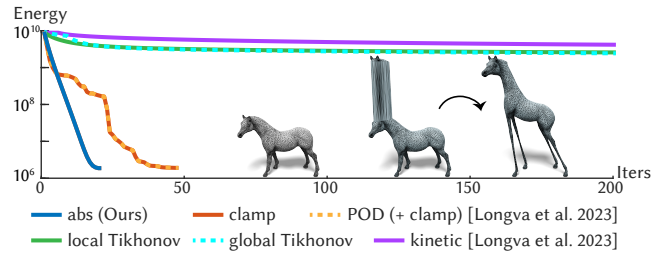 Energy
10^10
10^8
10^6
0 50 100 150 200 Iters
abs (Ours) clamp POD (+ clamp) [Longva et al. 2023]
local Tikhonov global Tikhonov kinetic [Longva et al. 2023]